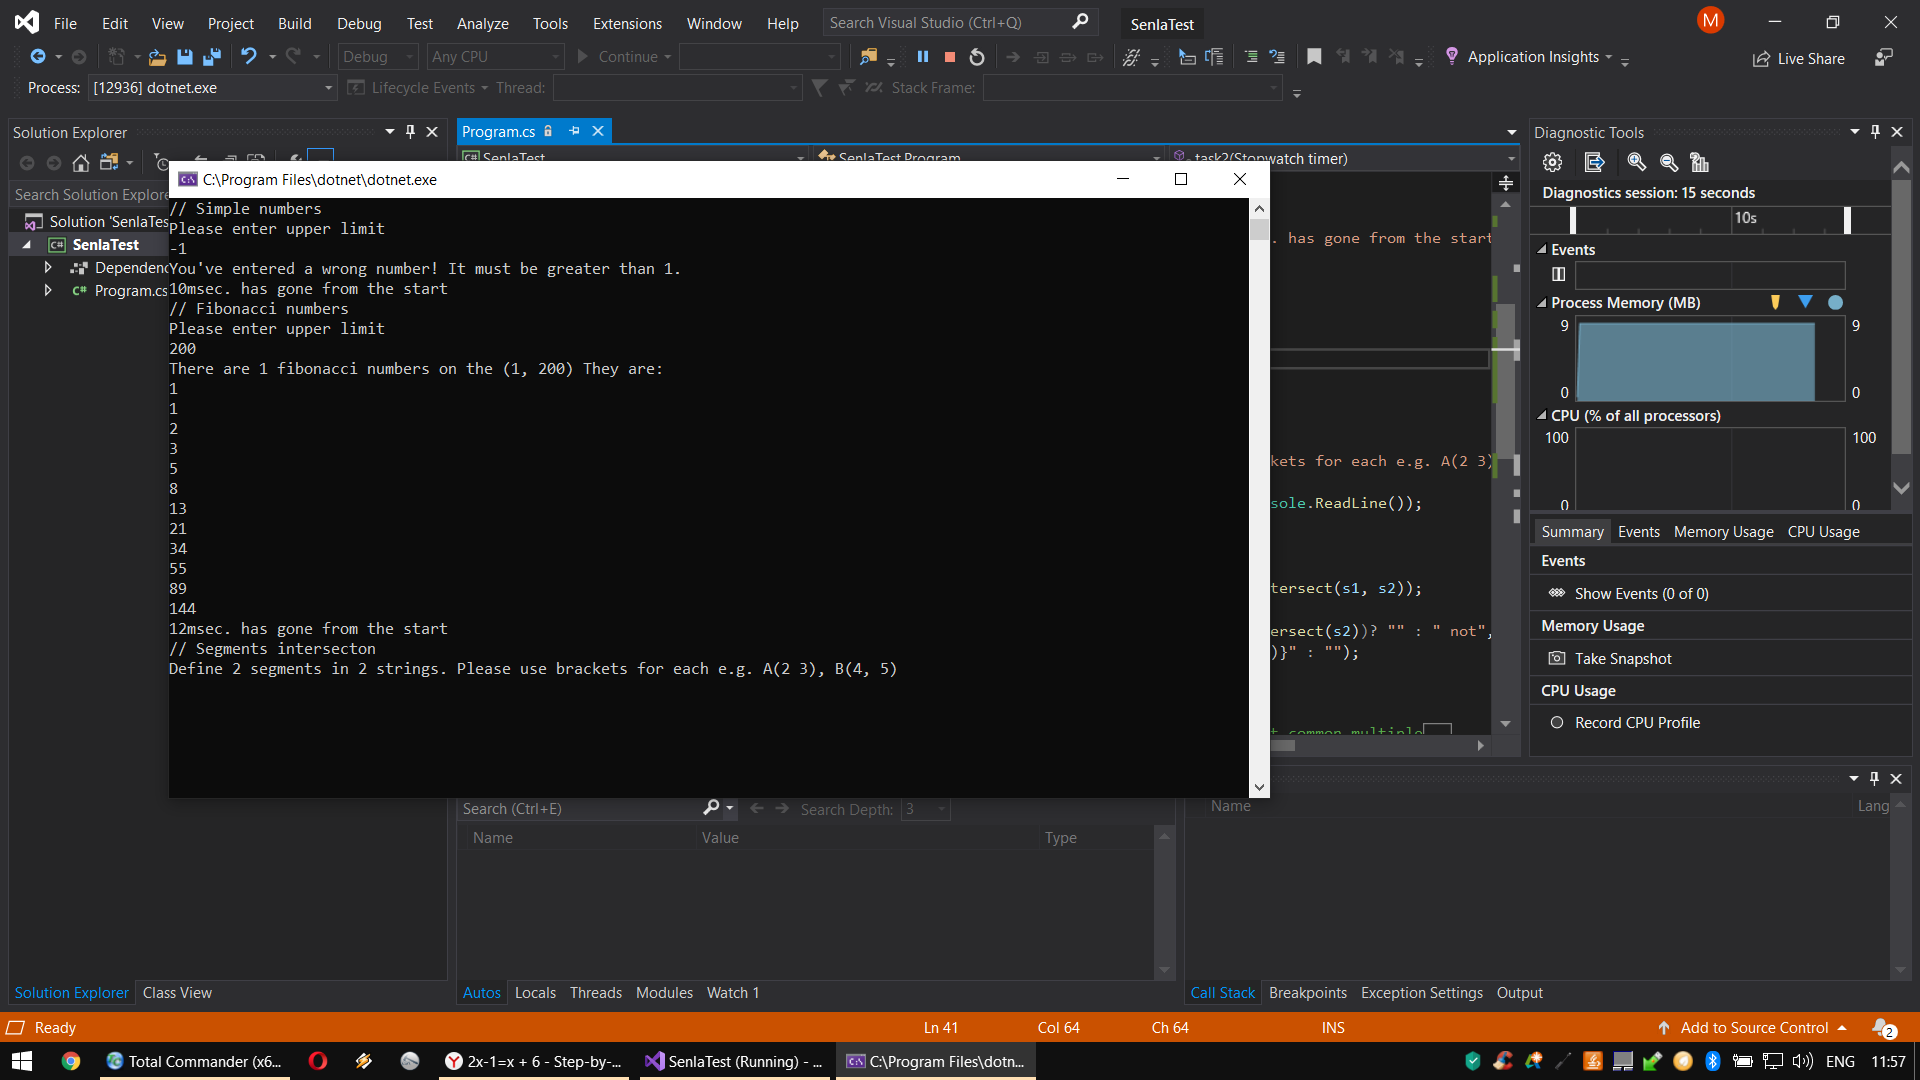 File Edit View Project Build Debug Test Analyze Tools Extensions Window Help Search Visual Studio (Ctrl+Q) SenlaTest M
Debug Any CPU Continue Application Insights Live Share
Process: [12936] dotnet.exe Lifecycle Events Thread: Stack Frame:
Solution Explorer
Search Solution Explore
Solution 'SenlaTes
SenlaTest
Dependenc
Program.cs
Program.cs
SenlaTest SenlaTest.Program task2(Stopwatch timer)
C:\Program Files\dotnet\dotnet.exe
// Simple numbers
Please enter upper limit
-1
You've entered a wrong number! It must be greater than 1.
10msec. has gone from the start
// Fibonacci numbers
Please enter upper limit
200
There are 1 fibonacci numbers on the (1, 200) They are:
1
1
2
3
5
8
13
21
34
55
89
144
12msec. has gone from the start
// Segments intersecton
Define 2 segments in 2 strings. Please use brackets for each e.g. A(2 3), B(4, 5)
. has gone from the start
kets for each e.g. A(2 3)
sole.ReadLine());
tersect(s1, s2));
ersect(s2))? "" : " not",
)}" : "");
t common multiple
Diagnostic Tools
Diagnostics session: 15 seconds
10s
Events
Process Memory (MB)
9 9
0 0
CPU (% of all processors)
100 100
0 0
Summary Events Memory Usage CPU Usage
Events
Show Events (0 of 0)
Memory Usage
Take Snapshot
CPU Usage
Record CPU Profile
Search (Ctrl+E) Search Depth: 3
Name Value Type
Name Lang
Solution Explorer Class View
Autos Locals Threads Modules Watch 1
Call Stack Breakpoints Exception Settings Output
Ready Ln 41 Col 64 Ch 64 INS Add to Source Control 2
Total Commander (x6... 2x-1=x + 6 - Step-by-... SenlaTest (Running) - ... C:\Program Files\dotn... ENG 11:57